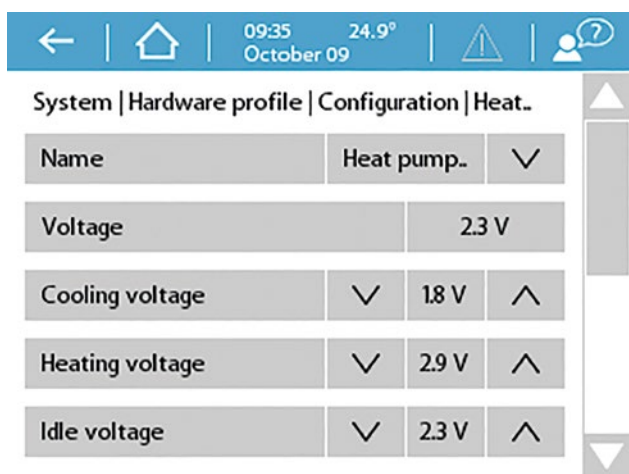 09:35 24.9°
October 09
?
System | Hardware profile | Configuration | Heat..
Name Heat pump..
Voltage 2.3 V
Cooling voltage 1.8 V
Heating voltage 2.9 V
Idle voltage 2.3 V